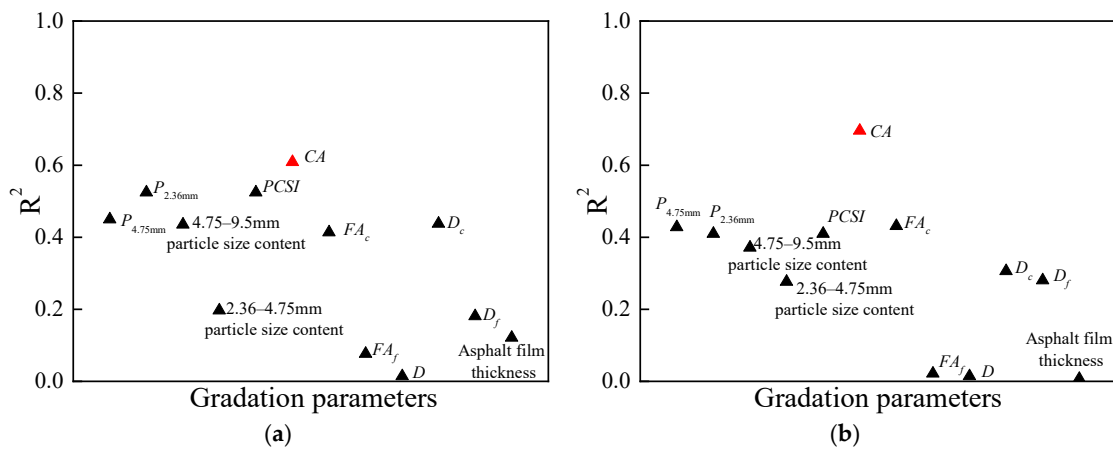 1.0
0.8
0.6
0.4
0.2
0.0
R²
P4.75mm
P2.36mm
4.75–9.5mm
particle size content
2.36–4.75mm
particle size content
PCSI
CA
FAc
FAf
D
Dc
Df
Asphalt film
thickness
Gradation parameters
(a)
1.0
0.8
0.6
0.4
0.2
0.0
R²
P4.75mm
P2.36mm
4.75–9.5mm
particle size content
2.36–4.75mm
particle size content
PCSI
CA
FAc
FAf
D
Dc
Df
Asphalt film
thickness
Gradation parameters
(b)